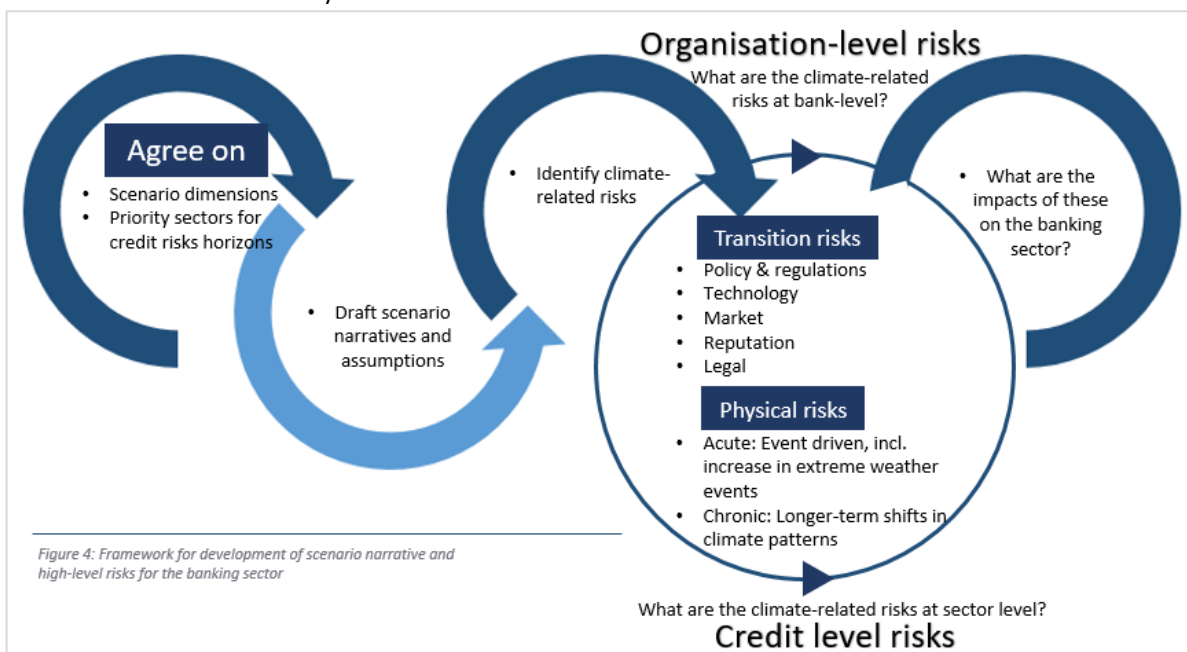 Organisation-level risks
What are the climate-related
risks at bank-level?
Agree on
• Scenario dimensions
• Priority sectors for
credit risks horizons
• Draft scenario
narratives and
assumptions
• Identify climate-
related risks
Transition risks
• Policy & regulations
• Technology
• Market
• Reputation
• Legal
Physical risks
• Acute: Event driven, incl.
increase in extreme weather
events
• Chronic: Longer-term shifts in
climate patterns
• What are the
impacts of these
on the banking
sector?
What are the climate-related risks at sector level?
Credit level risks
Figure 4: Framework for development of scenario narrative and
high-level risks for the banking sector